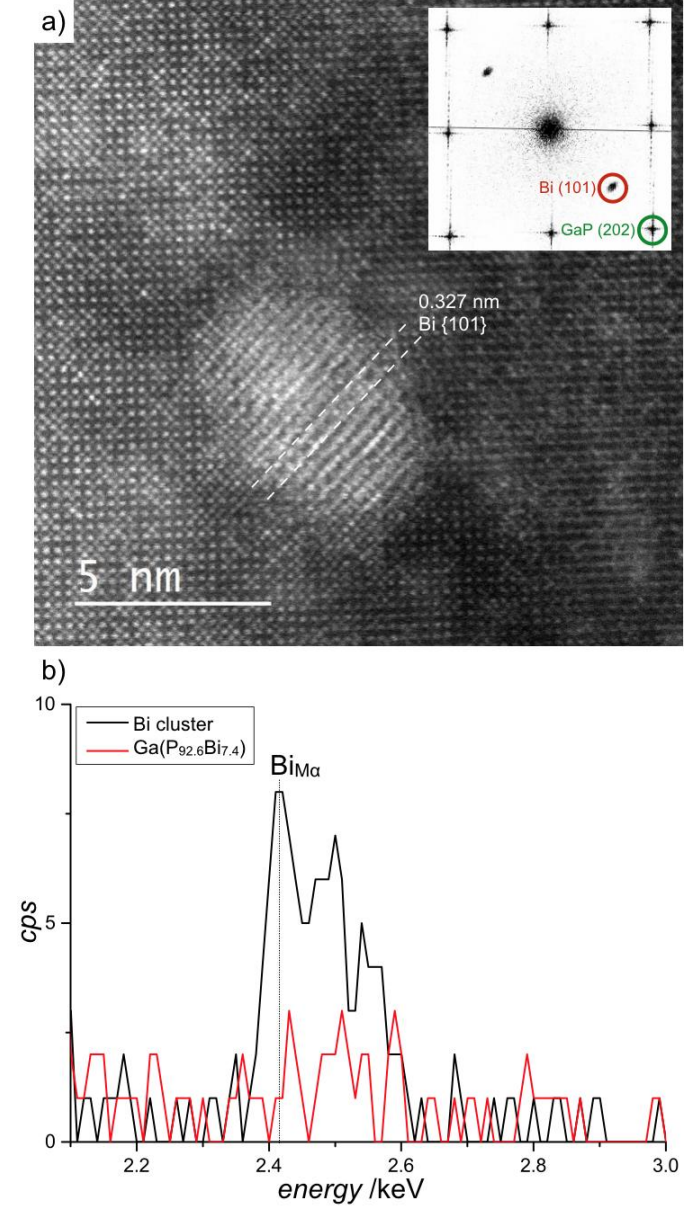 a)
Bi (101)
GaP (202)
0.327 nm
Bi {101}
5 nm
b)
10
Bi cluster
Ga(P92.6Bi7.4)
BiMα
5
cps
0
2.2
2.4
2.6
2.8
3.0
energy /keV